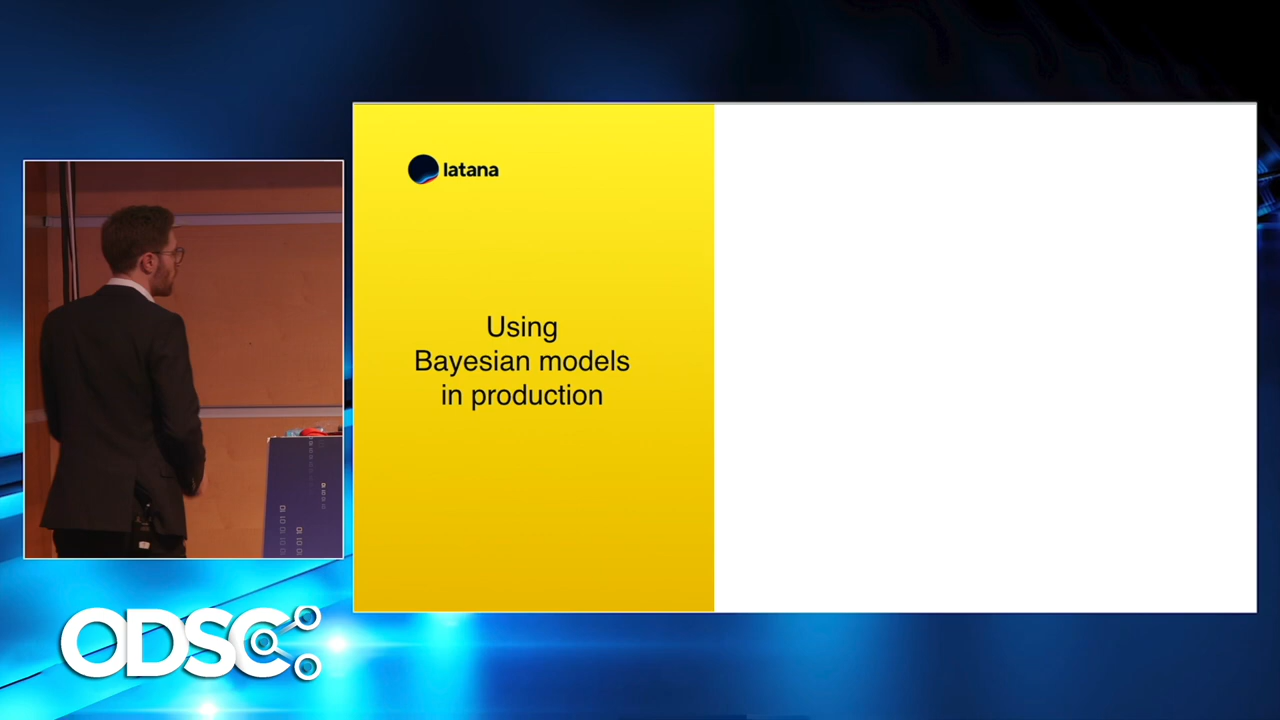 latana
Using
Bayesian models
in production
ODSC